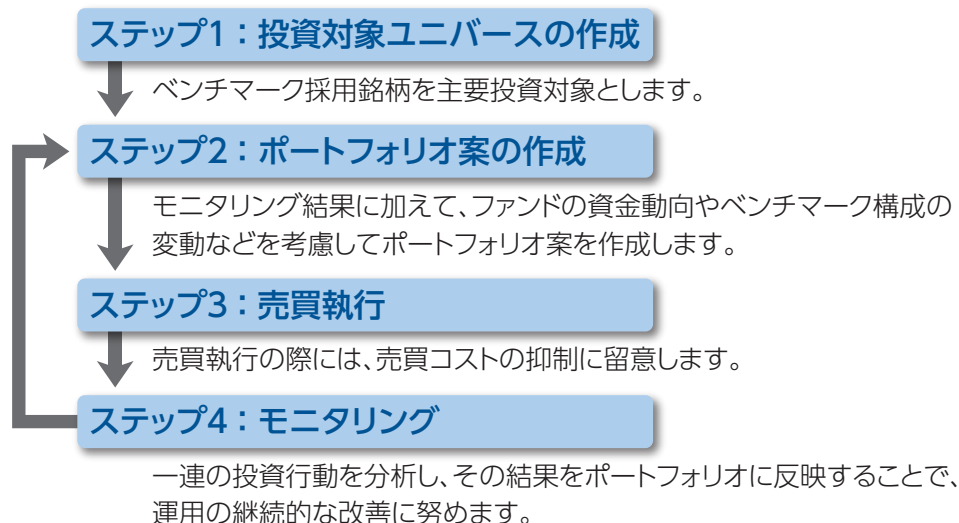 ステップ1：投資対象ユニバースの作成
ベンチマーク採用銘柄を主要投資対象とします。
ステップ2：ポートフォリオ案の作成
モニタリング結果に加えて、ファンドの資金動向やベンチマーク構成の
変動などを考慮してポートフォリオ案を作成します。
ステップ3：売買執行
売買執行の際には、売買コストの抑制に留意します。
ステップ4：モニタリング
一連の投資行動を分析し、その結果をポートフォリオに反映することで、
運用の継続的な改善に努めます。